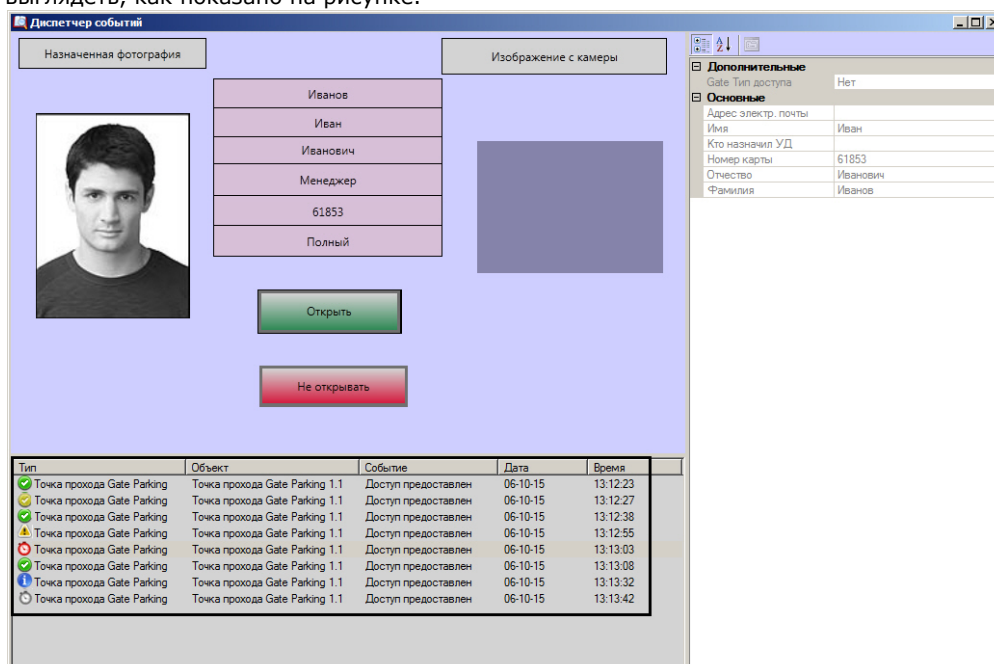 выглядеть, как показано на рисунке.
Диспетчер событий
Назначенная фотография
Изображение с камеры
Иванов
Иван
Иванович
Менеджер
61853
Полный
Открыть
Не открывать
Дополнительные
Gate Тип доступа Нет
Основные
Адрес электр. почты
Имя Иван
Кто назначил УД
Номер карты 61853
Отчество Иванович
Фамилия Иванов
Тип Объект Событие Дата Время
Точка прохода Gate Parking Точка прохода Gate Parking 1.1 Доступ предоставлен 06-10-15 13:12:23
Точка прохода Gate Parking Точка прохода Gate Parking 1.1 Доступ предоставлен 06-10-15 13:12:27
Точка прохода Gate Parking Точка прохода Gate Parking 1.1 Доступ предоставлен 06-10-15 13:12:38
Точка прохода Gate Parking Точка прохода Gate Parking 1.1 Доступ предоставлен 06-10-15 13:12:55
Точка прохода Gate Parking Точка прохода Gate Parking 1.1 Доступ предоставлен 06-10-15 13:13:03
Точка прохода Gate Parking Точка прохода Gate Parking 1.1 Доступ предоставлен 06-10-15 13:13:08
Точка прохода Gate Parking Точка прохода Gate Parking 1.1 Доступ предоставлен 06-10-15 13:13:32
Точка прохода Gate Parking Точка прохода Gate Parking 1.1 Доступ предоставлен 06-10-15 13:13:42